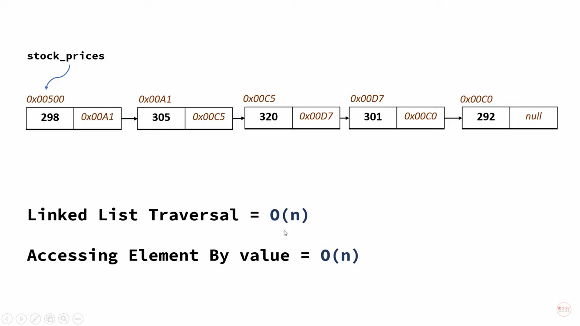 stock_prices
0x00500 0x00A1 0x00C5 0x00D7 0x00C0
298 0x00A1 305 0x00C5 320 0x00D7 301 0x00C0 292 null
Linked List Traversal = O(n)
Accessing Element By value = O(n)